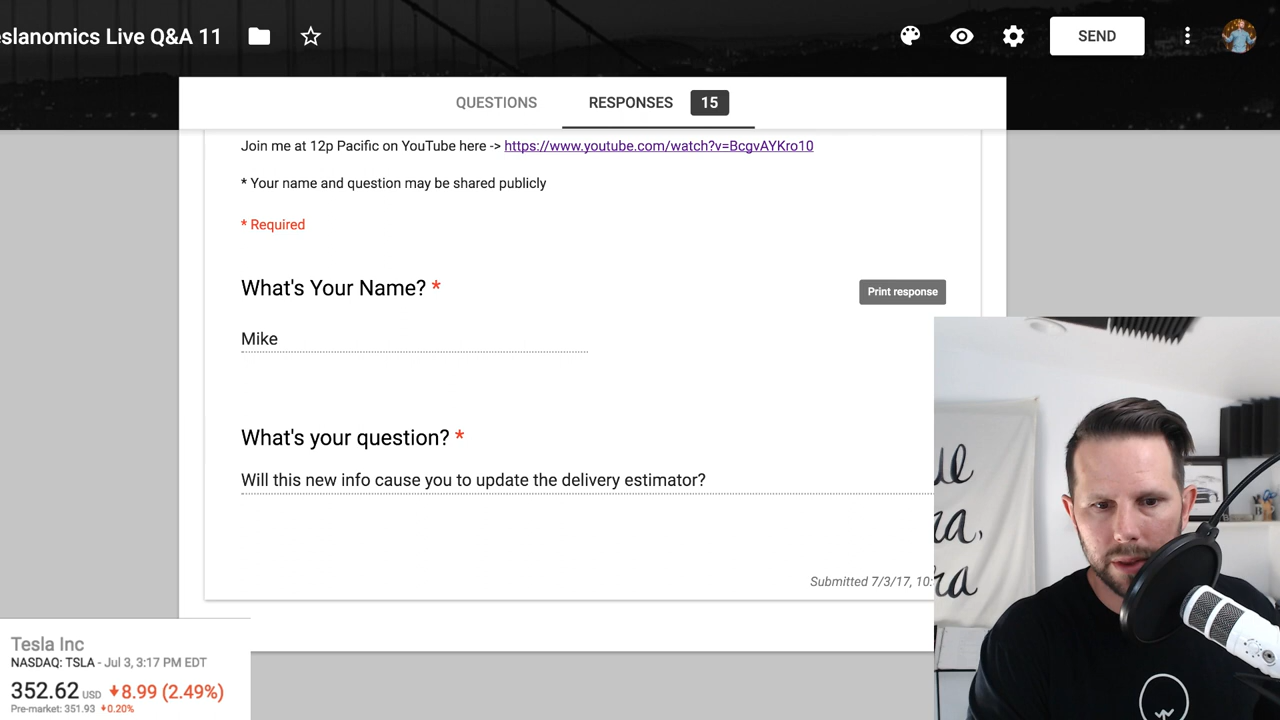 eslanomics Live Q&A 11
SEND
QUESTIONS
RESPONSES 15
Join me at 12p Pacific on YouTube here -> https://www.youtube.com/watch?v=BcgvAYKro10
* Your name and question may be shared publicly
* Required
What's Your Name? *
Print response
Mike
What's your question? *
Will this new info cause you to update the delivery estimator?
Submitted 7/3/17, 10:
Tesla Inc
NASDAQ: TSLA - Jul 3, 3:17 PM EDT
352.62 USD 8.99 (2.49%)
Pre-market: 351.93 0.20%